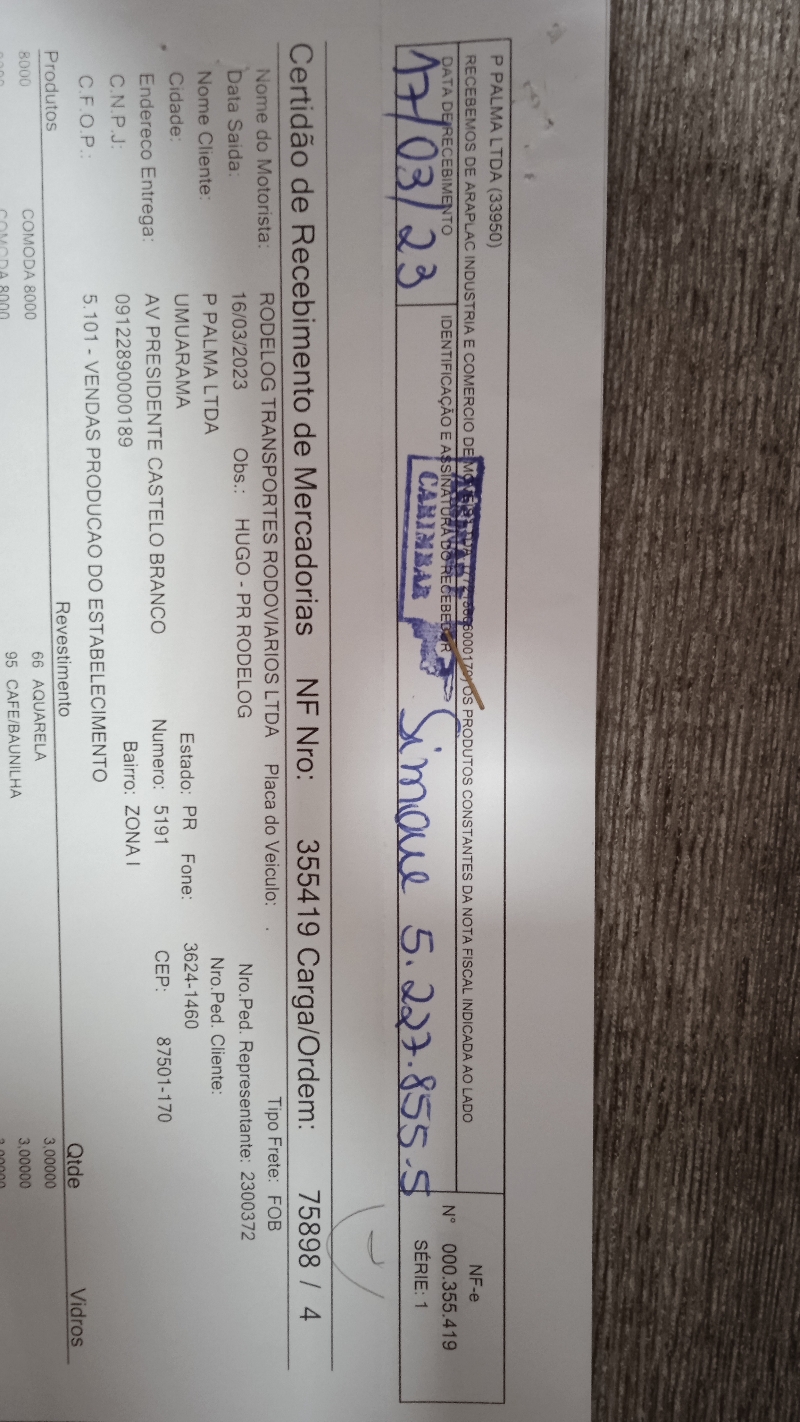 P PALMA LTDA (33950)
RECEBEMOS DE ARAPLAC INDUSTRIA E COMERCIO DE OS PRODUTOS CONSTANTES DA NOTA FISCAL INDICADA AO LADO
DATA DE RECEBIMENTO IDENTIFICAÇÃO E ASSINATURA DO RECEBEDOR
17/03/23 CARIMBAR Simone 5.227.855-5
NF-e
N° 000.355.419
SÉRIE: 1
Certidão de Recebimento de Mercadorias NF Nro: 355419 Carga/Ordem: 75898 / 4
Nome do Motorista: RODELOG TRANSPORTES RODOVIARIOS LTDA Placa do Veiculo: . Tipo Frete: FOB
Data Saida: 16/03/2023 Obs.: HUGO - PR RODELOG Nro.Ped. Representante: 2300372
Nome Cliente: P PALMA LTDA Nro.Ped. Cliente:
Cidade: UMUARAMA Estado: PR Fone: 3624-1460
Endereco Entrega: AV PRESIDENTE CASTELO BRANCO Numero: 5191 CEP: 87501-170
C.N.P.J: 09122890000189 Bairro: ZONA I
C.F.O.P.: 5.101 - VENDAS PRODUCAO DO ESTABELECIMENTO
Produtos Revestimento Qtde Vidros
8000 COMODA 8000 66 AQUARELA 3,00000
8000 COMODA 8000 95 CAFE/BAUNILHA 3,00000